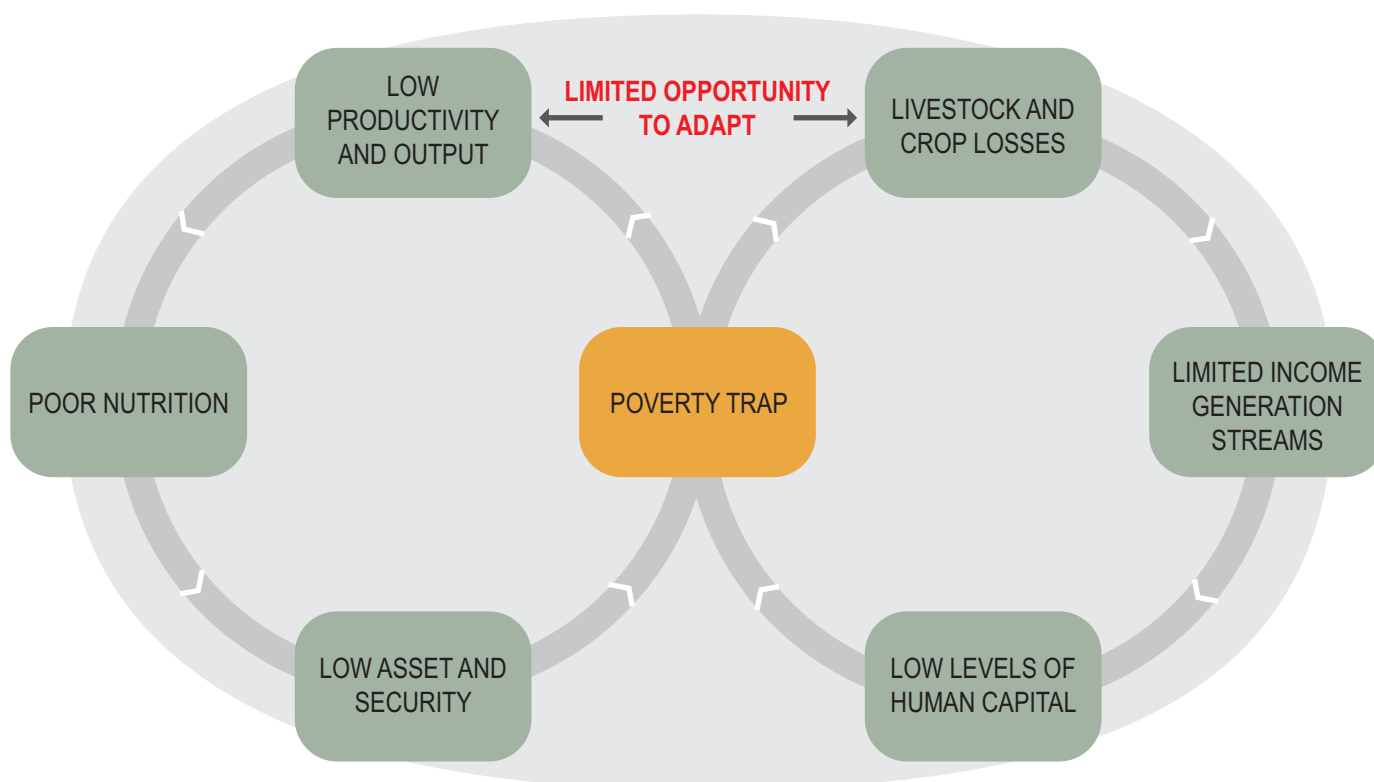 LOW
PRODUCTIVITY
AND OUTPUT
LIMITED OPPORTUNITY
TO ADAPT
LIVESTOCK AND
CROP LOSSES
POOR NUTRITION
POVERTY TRAP
LIMITED INCOME
GENERATION
STREAMS
LOW ASSET AND
SECURITY
LOW LEVELS OF
HUMAN CAPITAL